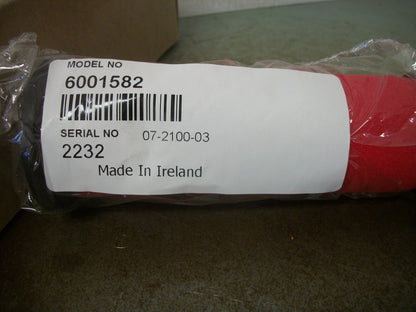 MODEL NO
6001582
SERIAL NO 07-2100-03
2232
Made In Ireland